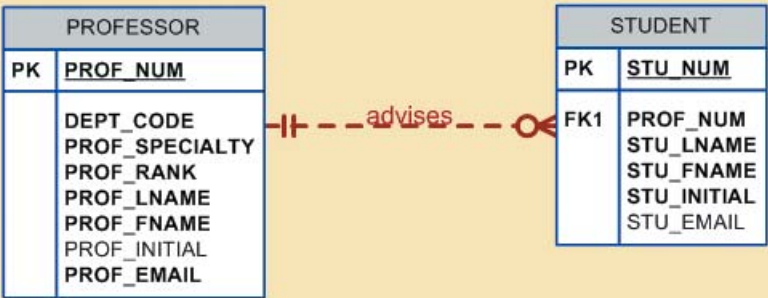 PROFESSOR
PK PROF_NUM
DEPT_CODE
PROF_SPECIALTY
PROF_RANK
PROF_LNAME
PROF_FNAME
PROF_INITIAL
PROF_EMAIL
advises
STUDENT
PK STU_NUM
FK1 PROF_NUM
STU_LNAME
STU_FNAME
STU_INITIAL
STU_EMAIL